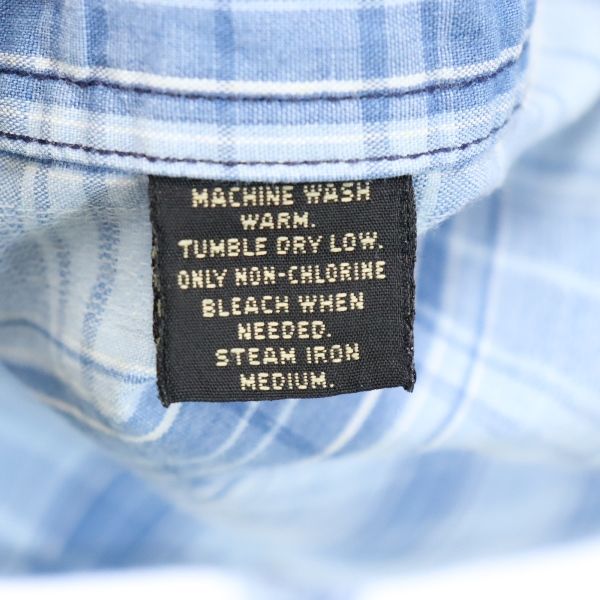 MACHINE WASH
WARM.
TUMBLE DRY LOW.
ONLY NON-CHLORINE
BLEACH WHEN
NEEDED.
STEAM IRON
MEDIUM.